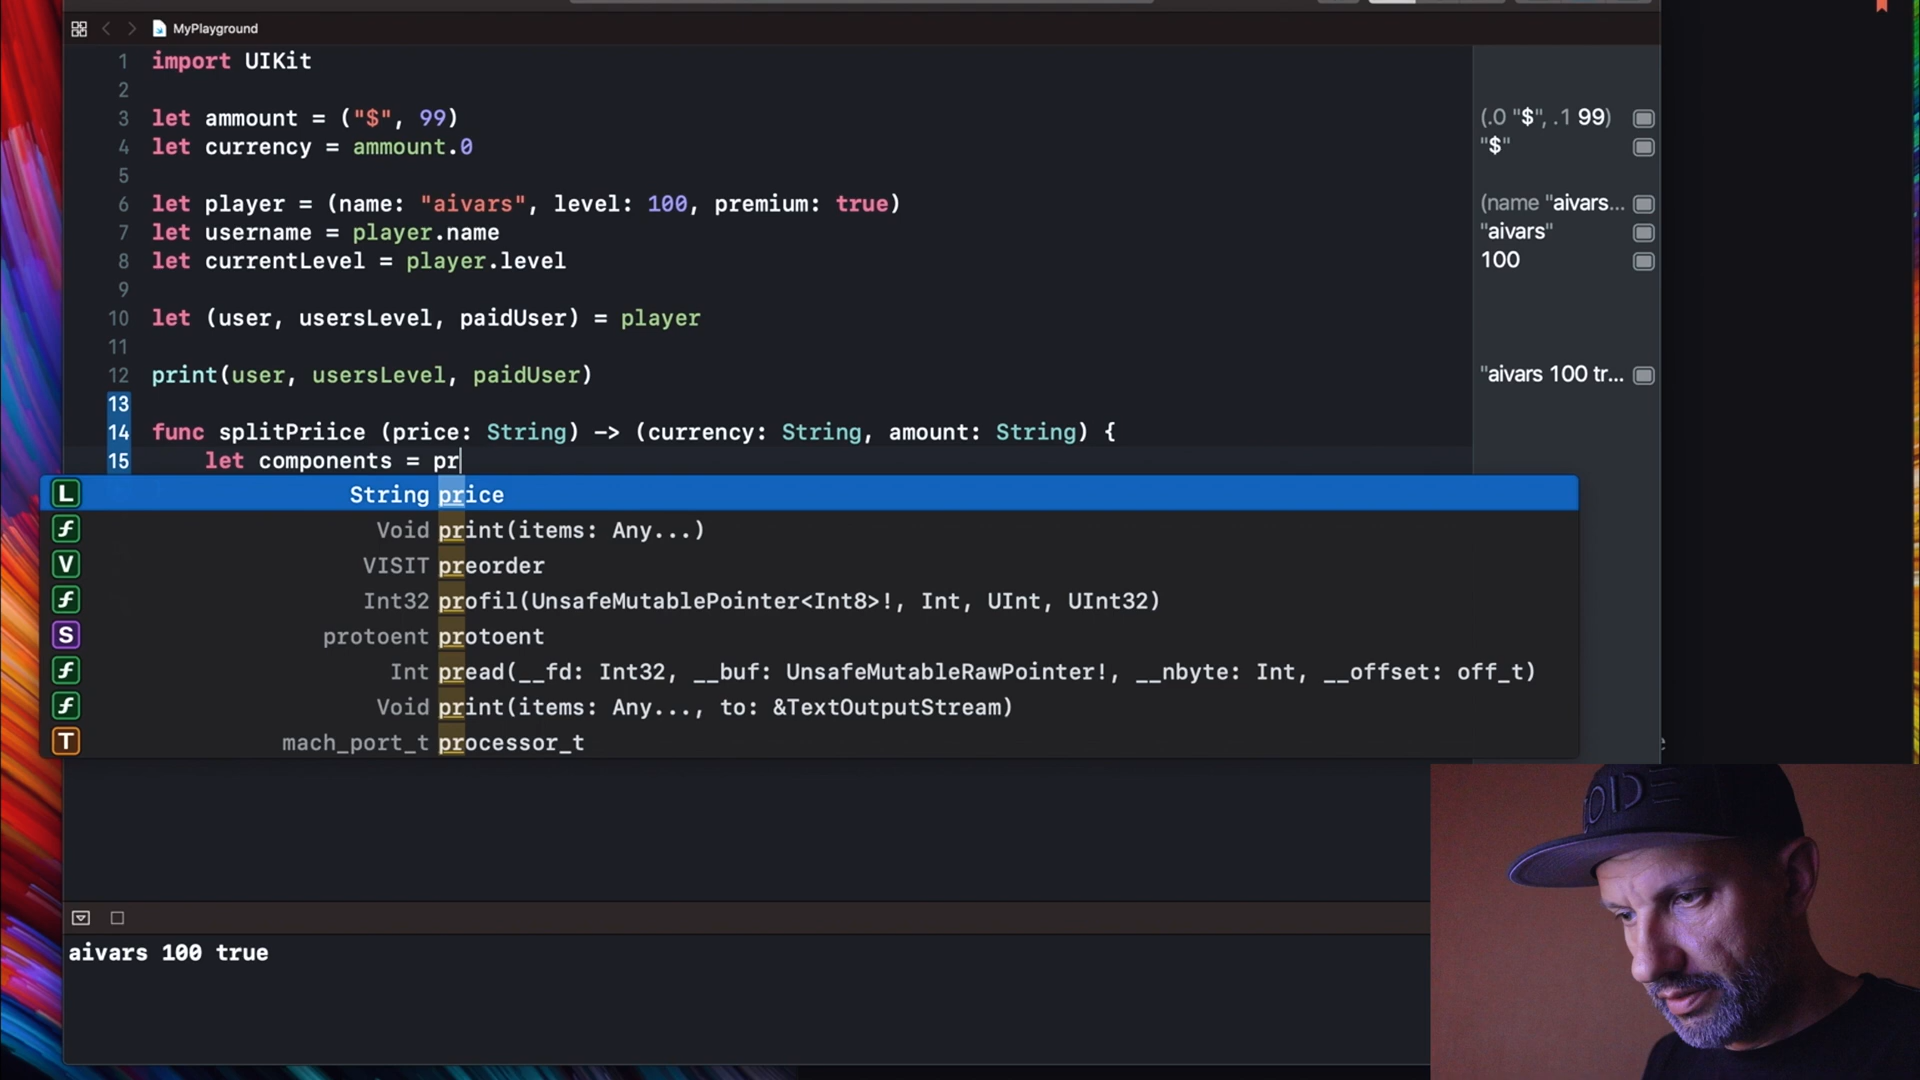 MyPlayground
1 import UIKit
2
3 let ammount = ("$", 99)
(.0 "$", .1 99)
4 let currency = ammount.0
"$"
5
6 let player = (name: "aivars", level: 100, premium: true)
(name "aivars...
7 let username = player.name
"aivars"
8 let currentLevel = player.level
100
9
10 let (user, usersLevel, paidUser) = player
11
12 print(user, usersLevel, paidUser)
"aivars 100 tr...
13
14 func splitPriice (price: String) -> (currency: String, amount: String) {
15 let components = pr
L String price
f Void print(items: Any...)
V VISIT preorder
f Int32 profil(UnsafeMutablePointer<Int8>!, Int, UInt, UInt32)
S protoent protoent
f Int pread(__fd: Int32, __buf: UnsafeMutableRawPointer!, __nbyte: Int, __offset: off_t)
f Void print(items: Any..., to: &TextOutputStream)
T mach_port_t processor_t
aivars 100 true